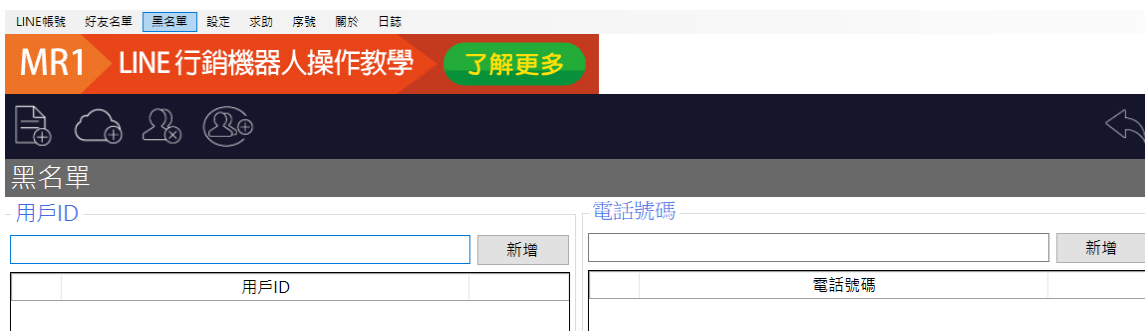 LINE帳號 好友名單 黑名單 設定 求助 序號 關於 日誌
MR1 LINE 行銷機器人操作教學 了解更多
黑名單
用戶ID 電話號碼
新增 新增
用戶ID 電話號碼